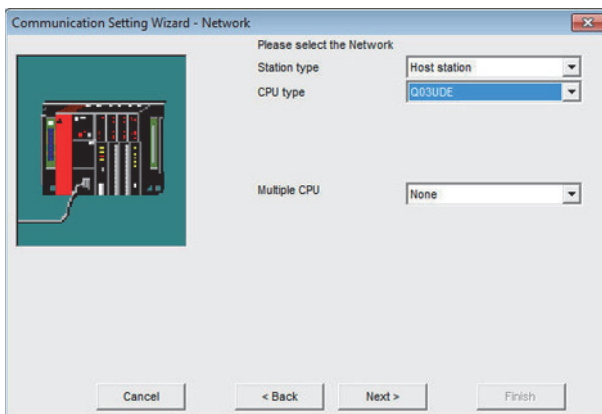 Communication Setting Wizard - Network
Please select the Network
Station type Host station
CPU type Q03UDE
Multiple CPU None
Cancel < Back Next > Finish